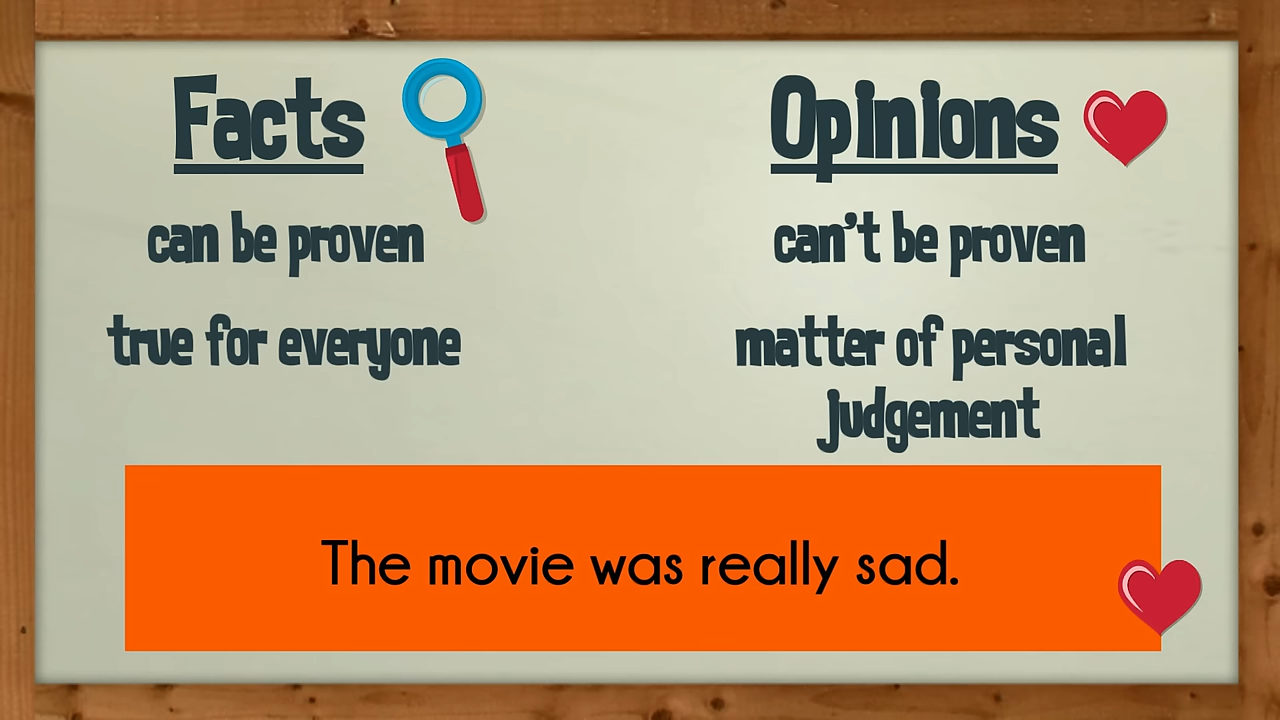 Facts
can be proven
true for everyone
Opinions
can't be proven
matter of personal
judgement
The movie was really sad.